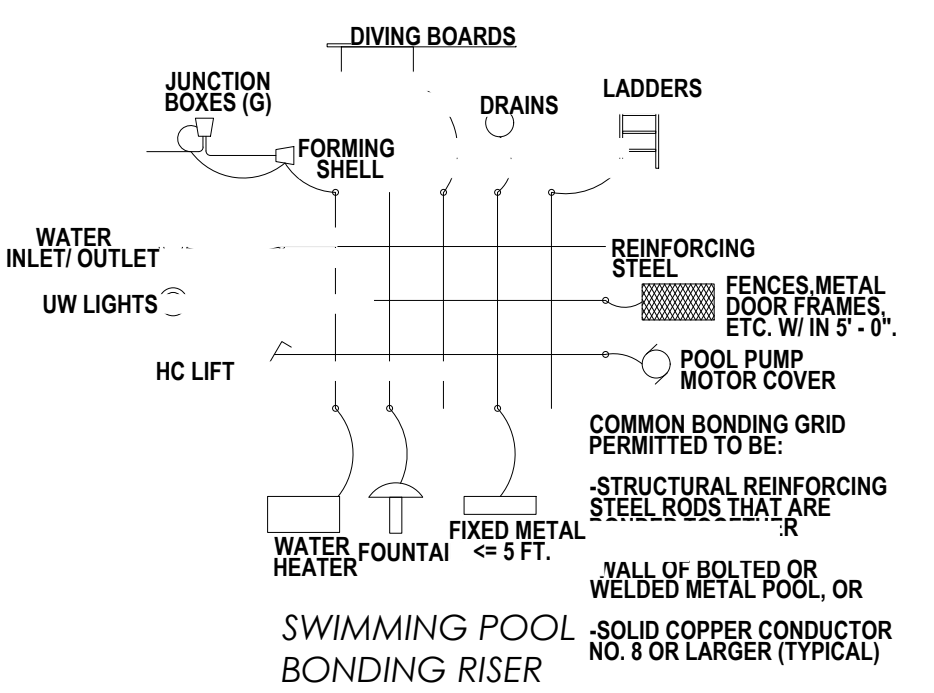 DIVING BOARDS
JUNCTION
BOXES (G)
DRAINS
LADDERS
FORMING
SHELL
WATER
INLET/ OUTLET
REINFORCING
STEEL
UW LIGHTS
FENCES,METAL
DOOR FRAMES,
ETC. W/ IN 5' - 0".
HC LIFT
POOL PUMP
MOTOR COVER
COMMON BONDING GRID
PERMITTED TO BE:
-STRUCTURAL REINFORCING
STEEL RODS THAT ARE
WATER
HEATER
FOUNTAI
FIXED METAL
<= 5 FT.
WALL OF BOLTED OR
WELDED METAL POOL, OR
-SOLID COPPER CONDUCTOR
NO. 8 OR LARGER (TYPICAL)
SWIMMING POOL
BONDING RISER